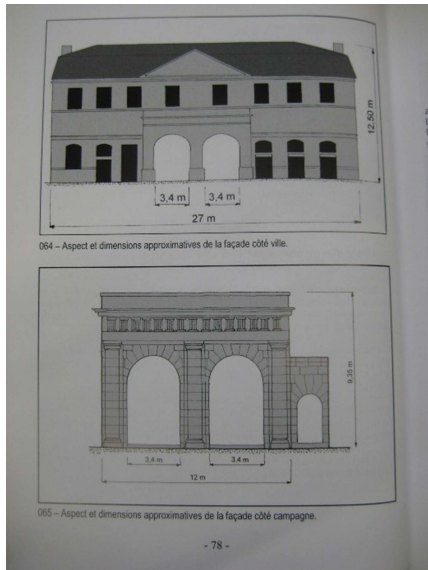 12,50 m
3,4 m 3,4 m
27 m
064 – Aspect et dimensions approximatives de la façade côté ville.
9,35 m
3,4 m 3,4 m
12 m
065 – Aspect et dimensions approximatives de la façade côté campagne.
- 78 -